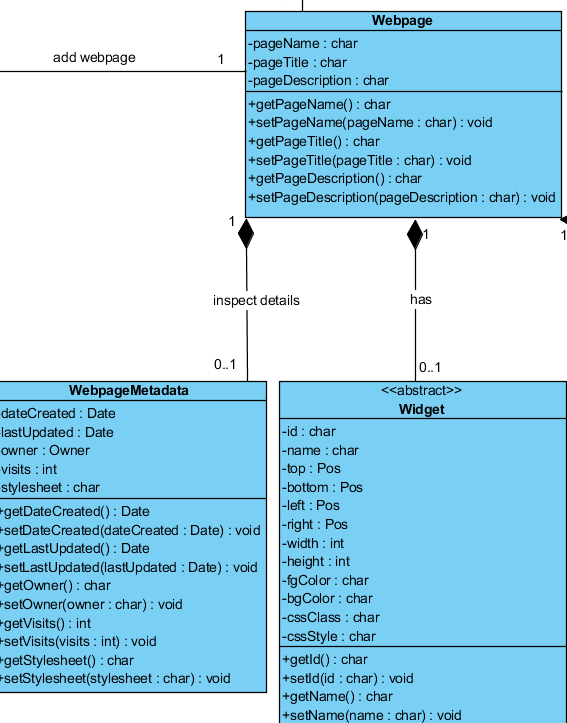 Webpage
-pageName : char
-pageTitle : char
-pageDescription : char
+getPageName() : char
+setPageName(pageName : char) : void
+getPageTitle() : char
+setPageTitle(pageTitle : char) : void
+getPageDescription() : char
+setPageDescription(pageDescription : char) : void
add webpage
1
1
1
1
inspect details
has
0..1
0..1
WebpageMetadata
-dateCreated : Date
-lastUpdated : Date
-owner : Owner
-visits : int
-stylesheet : char
+getDateCreated() : Date
+setDateCreated(dateCreated : Date) : void
+getLastUpdated() : Date
+setLastUpdated(lastUpdated : Date) : void
+getOwner() : char
+setOwner(owner : char) : void
+getVisits() : int
+setVisits(visits : int) : void
+getStylesheet() : char
+setStylesheet(stylesheet : char) : void
<<abstract>>
Widget
-id : char
-name : char
-top : Pos
-bottom : Pos
-left : Pos
-right : Pos
-width : int
-height : int
-fgColor : char
-bgColor : char
-cssClass : char
-cssStyle : char
+getId() : char
+setId(id : char) : void
+getName() : char
+setName(name : char) : void